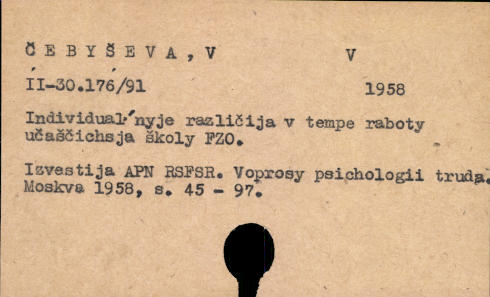 ČEBYŠEVA, V V
II-30.176/91 1958
Individual´nyje različija v tempe raboty
učaščichsja školy FZO.
Izvestija APN RSFSR. Voprosy psichologii truda.
Moskva 1958, s. 45 - 97.